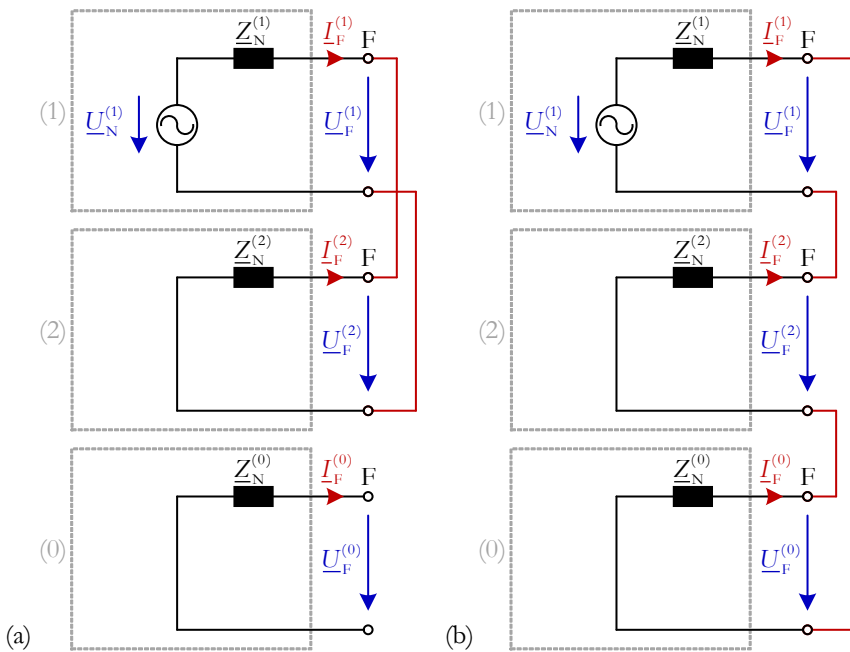 Z_N^(1) I_F^(1) F
(1) U_N^(1) U_F^(1)
Z_N^(2) I_F^(2) F
(2) U_F^(2)
Z_N^(0) I_F^(0) F
(0) U_F^(0)
(a)
Z_N^(1) I_F^(1) F
(1) U_N^(1) U_F^(1)
Z_N^(2) I_F^(2) F
(2) U_F^(2)
Z_N^(0) I_F^(0) F
(0) U_F^(0)
(b)